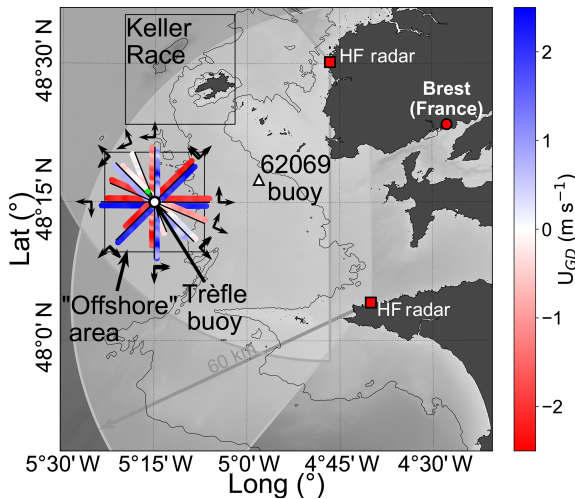 Keller
Race
HF radar
Brest
(France)
62069
buoy
"Offshore"
area
Trèfle
buoy
HF radar
60 km
48°30' N
48°15' N
48°0' N
Lat (°)
5°30'W
5°15'W
5°0'W
4°45'W
4°30'W
Long (°)
2
1
0
−1
−2
U_GD (m s⁻¹)